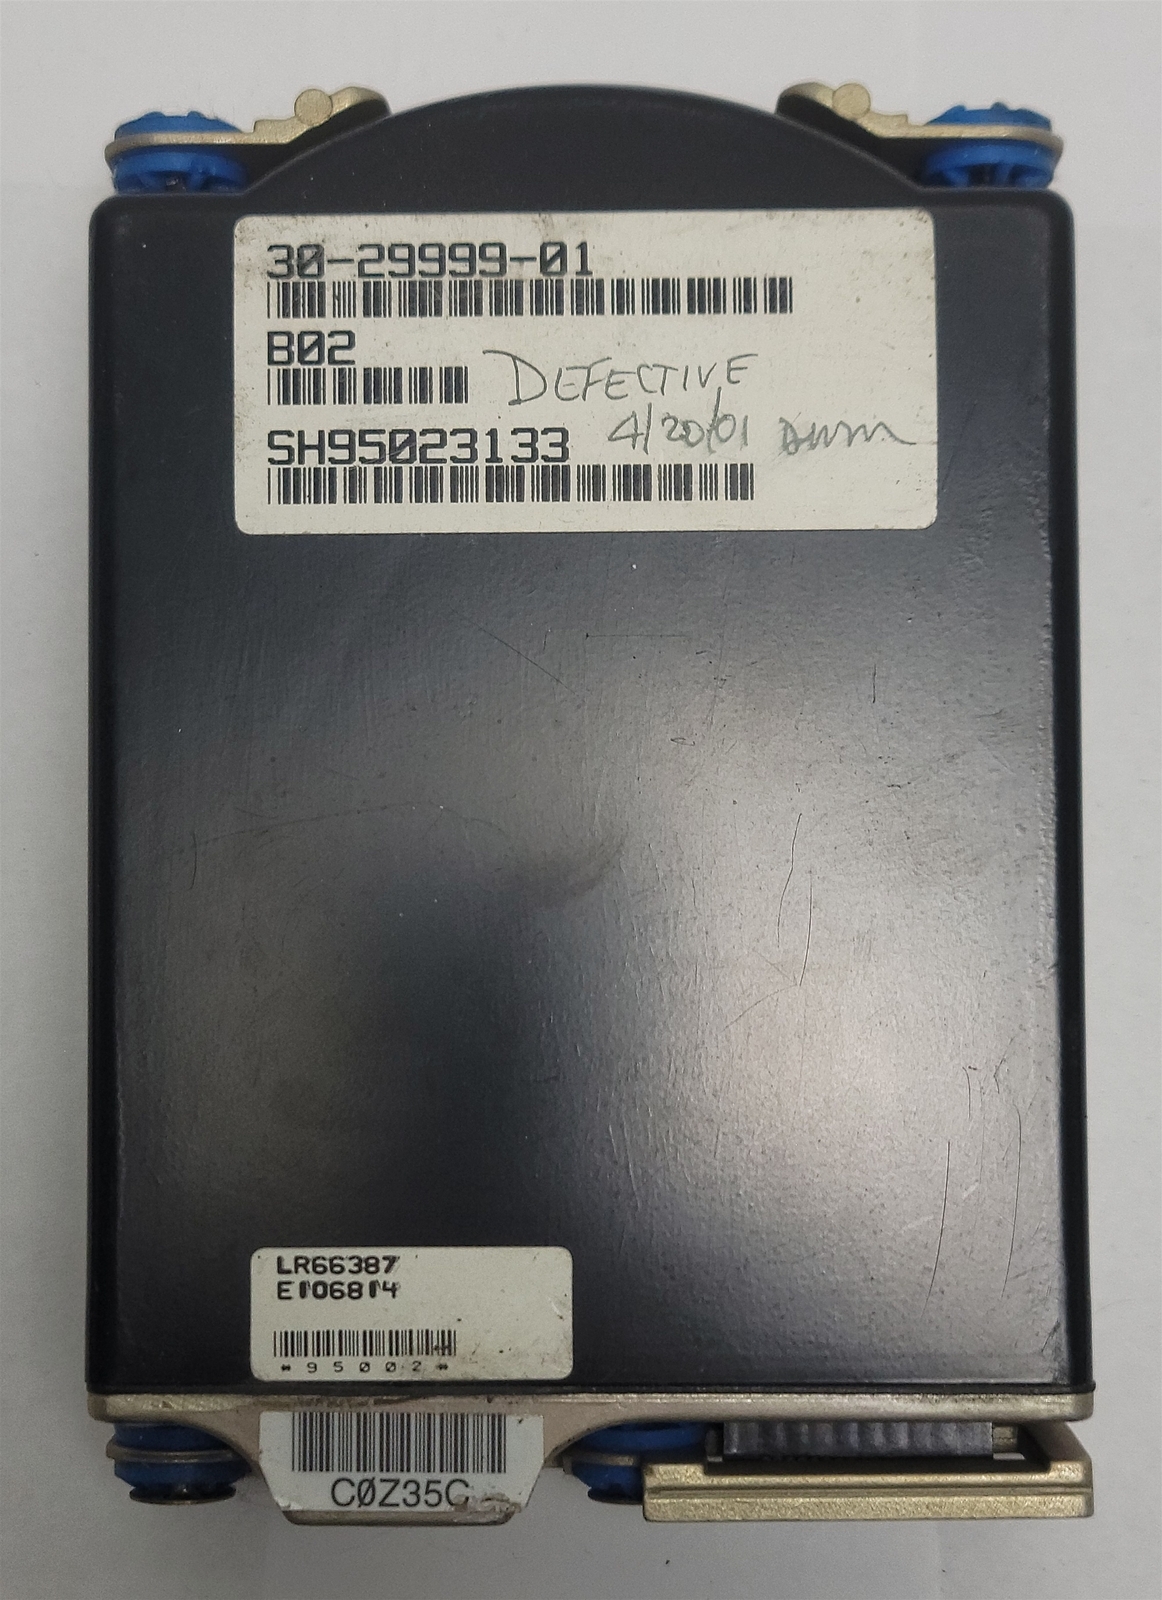 30-29999-01
B02
DEFECTIVE
SH95023133 4/20/01
LR66387
E106814
*95002*
C0Z35C